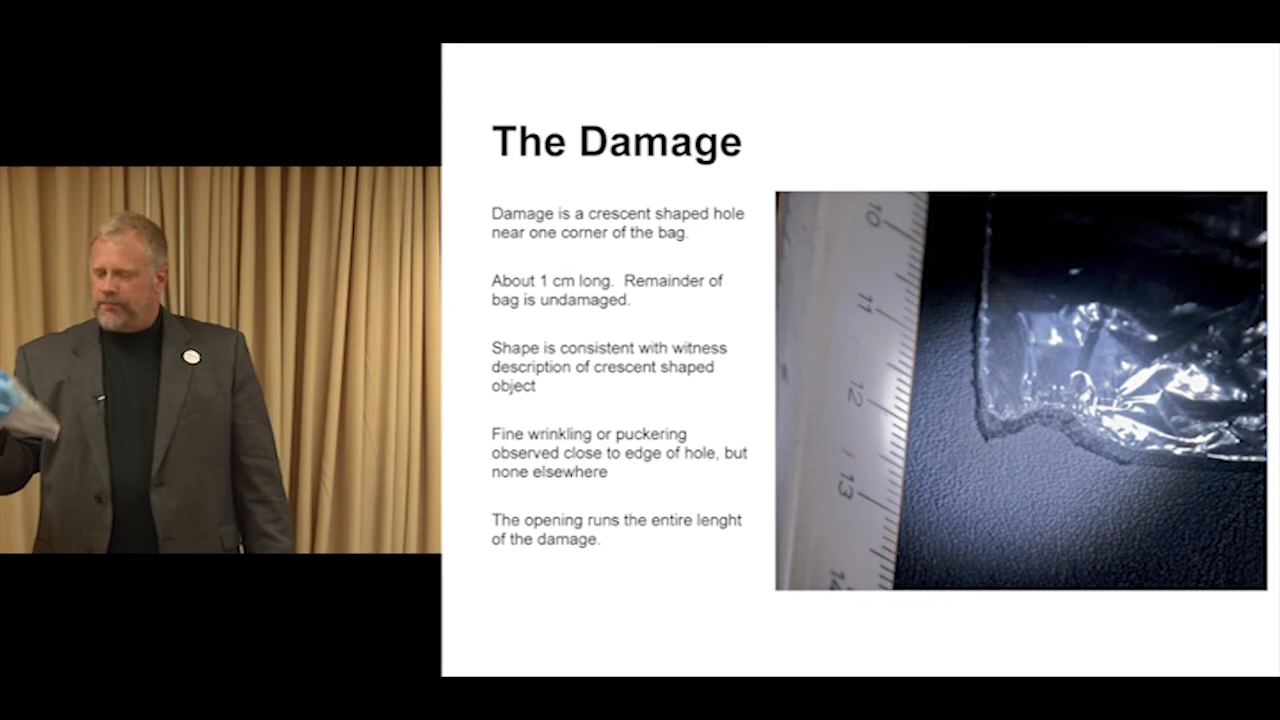 The Damage
Damage is a crescent shaped hole
near one corner of the bag.
About 1 cm long. Remainder of
bag is undamaged.
Shape is consistent with witness
description of crescent shaped
object
Fine wrinkling or puckering
observed close to edge of hole, but
none elsewhere
The opening runs the entire lenght
of the damage.
10
11
12
13
14